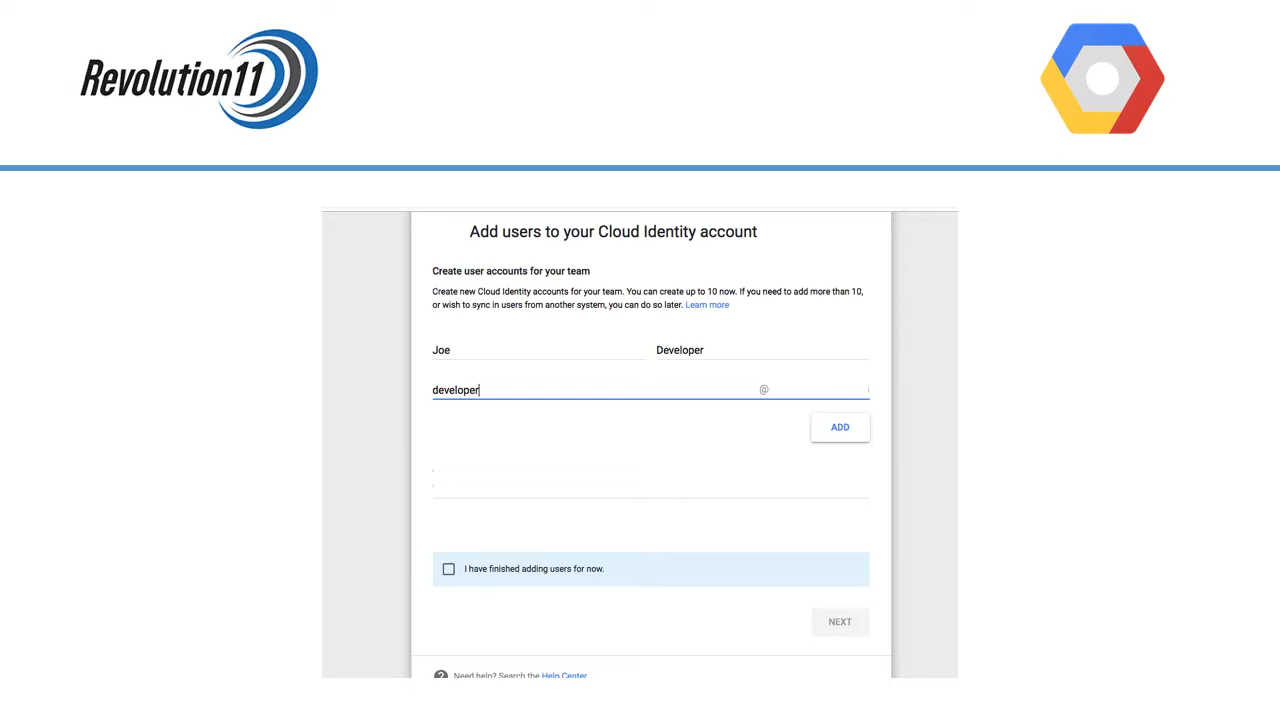 Revolution11
Add users to your Cloud Identity account
Create user accounts for your team
Create new Cloud Identity accounts for your team. You can create up to 10 now. If you need to add more than 10,
or wish to sync in users from another system, you can do so later. Learn more
Joe Developer
developer @
ADD
I have finished adding users for now.
NEXT
? Need help? Search the Help Center